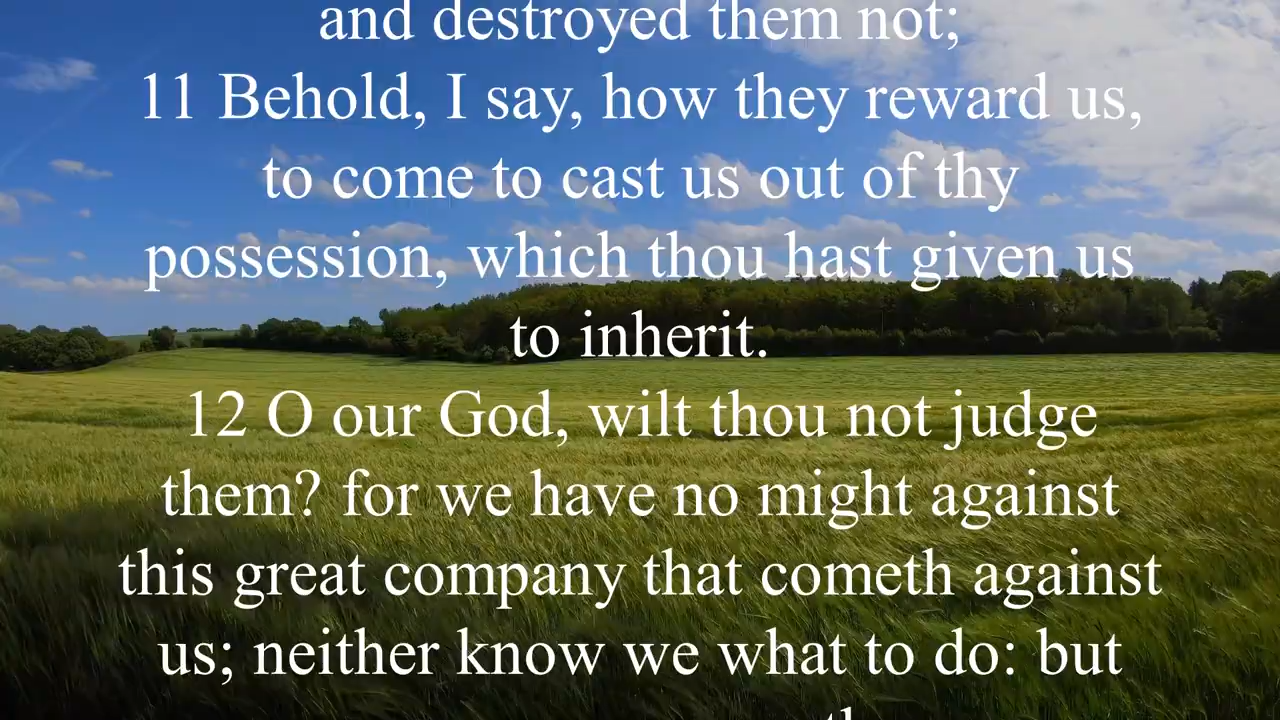 and destroyed them not;
11 Behold, I say, how they reward us,
to come to cast us out of thy
possession, which thou hast given us
to inherit.
12 O our God, wilt thou not judge
them? for we have no might against
this great company that cometh against
us; neither know we what to do: but